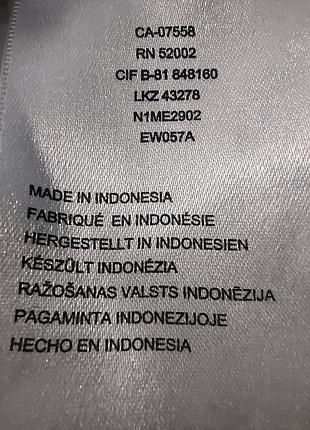 CA-07558
RN 52002
CIF B-81 848160
LKZ 43278
N1ME2902
EW057A
MADE IN INDONESIA
FABRIQUÉ EN INDONÉSIE
HERGESTELLT IN INDONESIEN
KÉSZÜLT INDONÉZIA
RAŽOŠANAS VALSTS INDONĒZIJA
PAGAMINTA INDONEZIJOJE
HECHO EN INDONESIA